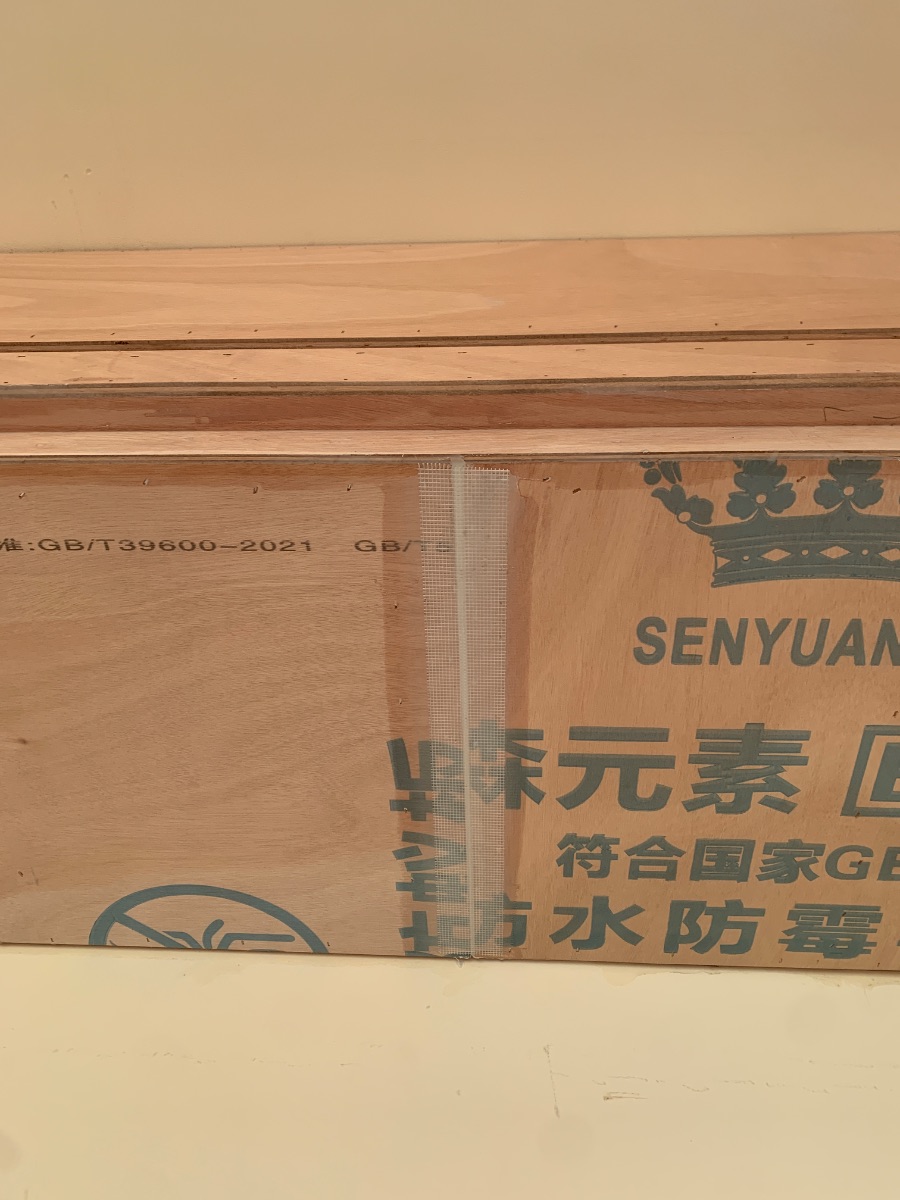 准:GB/T39600-2021 GB/T3
SENYUAN
森元素 E
符合国家GB
防水防霉